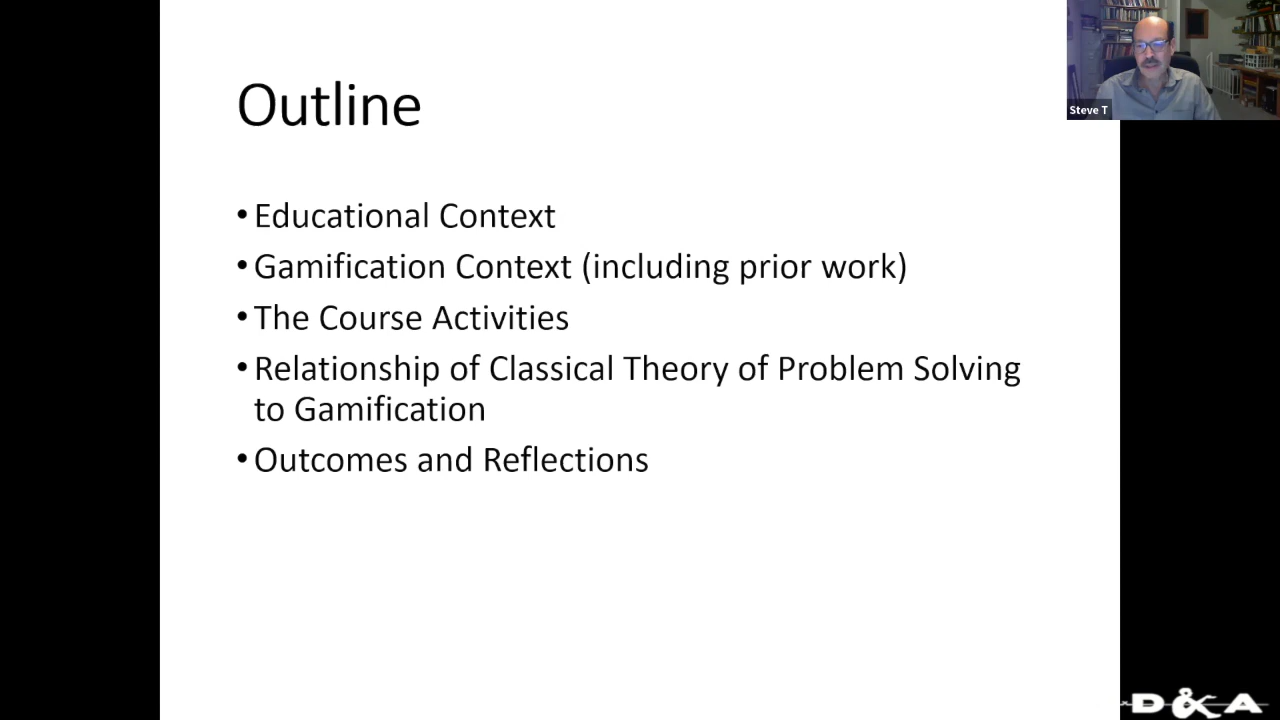 Outline
Steve T
• Educational Context
• Gamification Context (including prior work)
• The Course Activities
• Relationship of Classical Theory of Problem Solving
to Gamification
• Outcomes and Reflections
D&A